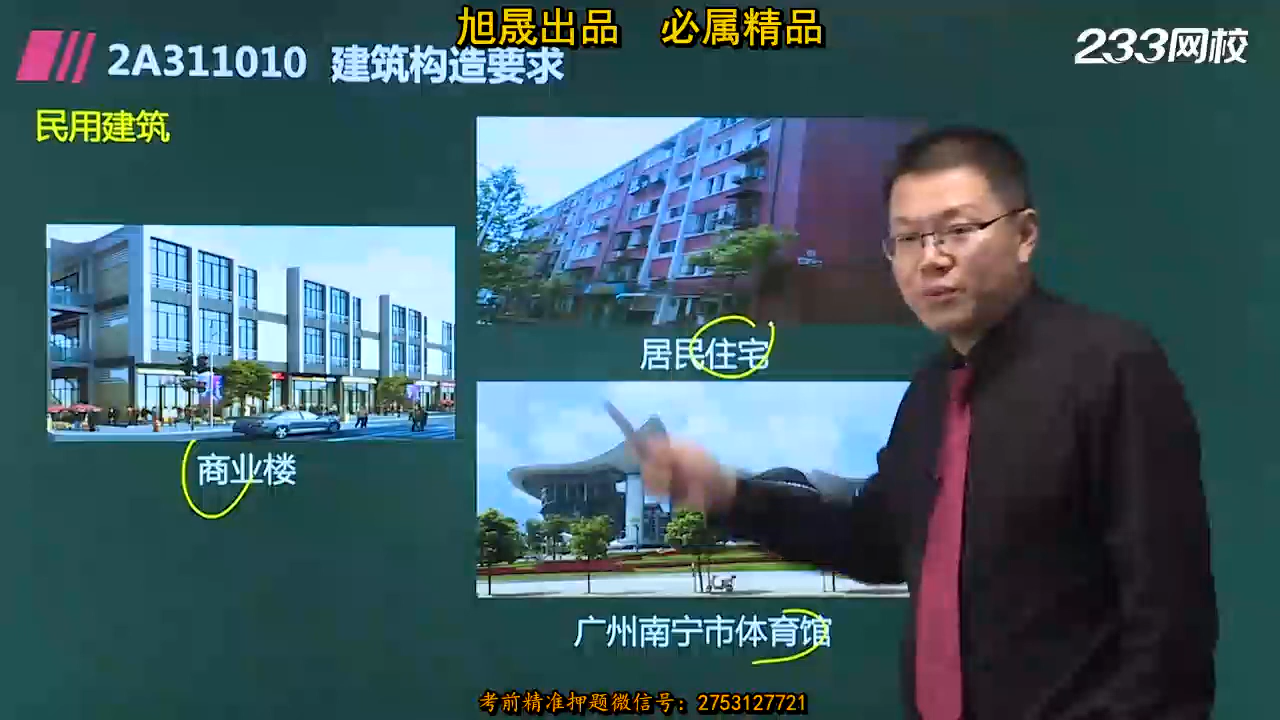 旭晟出品 必属精品
2A311010 建筑构造要求
233网校
民用建筑
居民住宅
商业楼
广州南宁市体育馆
考前精准押题微信号：2753127721